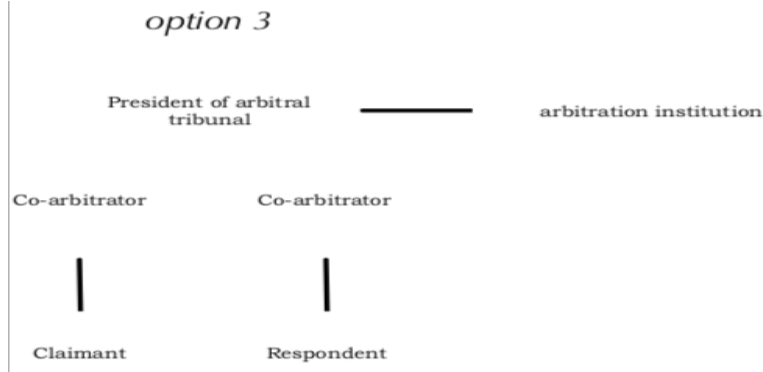 option 3
President of arbitral
tribunal
arbitration institution
Co-arbitrator
Co-arbitrator
Claimant
Respondent